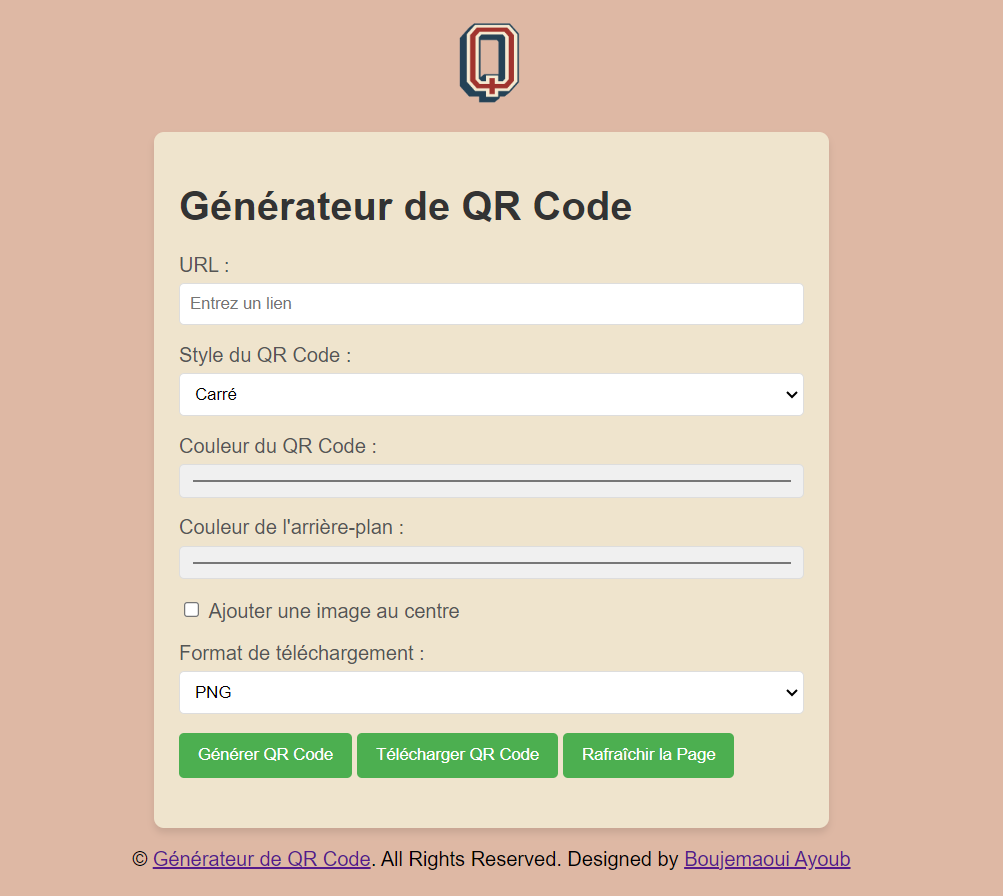 Q
Générateur de QR Code
URL :
Entrez un lien
Style du QR Code :
Carré
Couleur du QR Code :
Couleur de l'arrière-plan :
Ajouter une image au centre
Format de téléchargement :
PNG
Générer QR Code Télécharger QR Code Rafraîchir la Page
© Générateur de QR Code. All Rights Reserved. Designed by Boujemaoui Ayoub